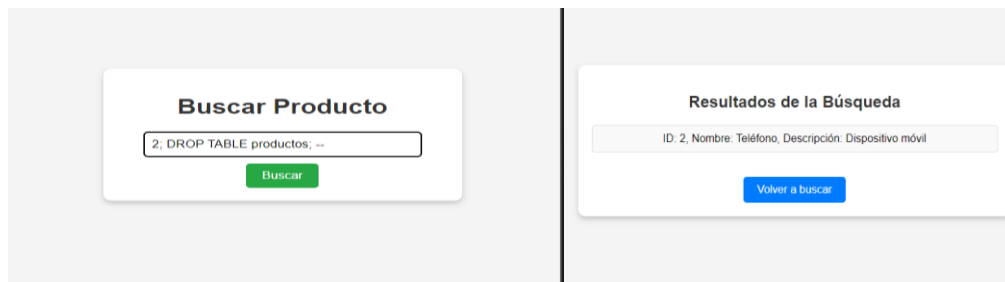 Buscar Producto
2; DROP TABLE productos; --
Buscar
Resultados de la Búsqueda
ID: 2, Nombre: Teléfono, Descripción: Dispositivo móvil
Volver a buscar